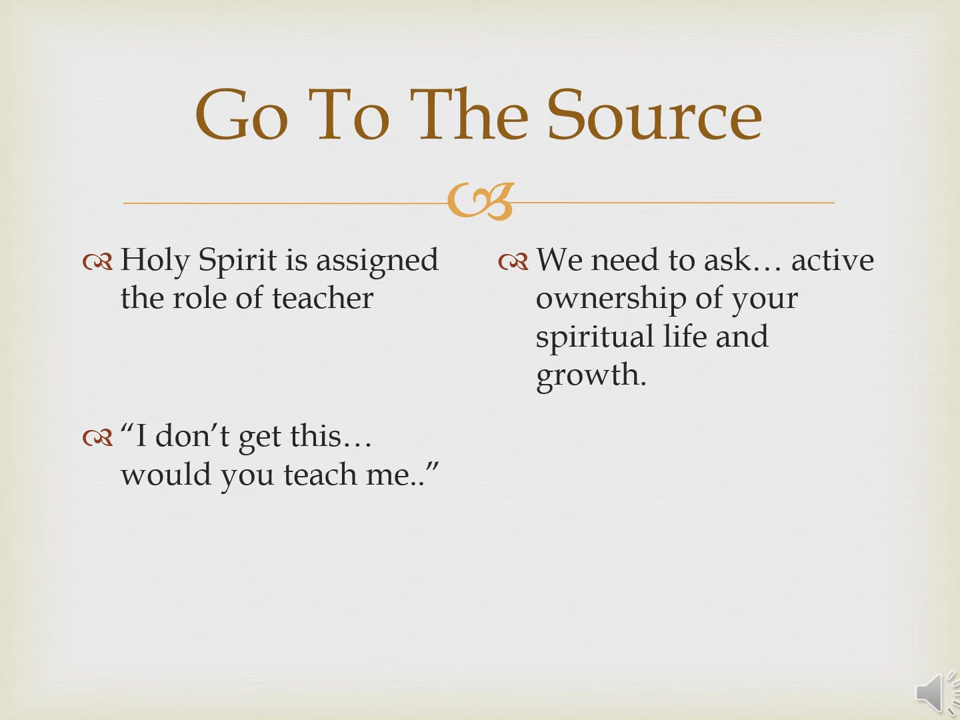 Go To The Source
Holy Spirit is assigned
the role of teacher
“I don’t get this…
would you teach me..”
We need to ask… active
ownership of your
spiritual life and
growth.